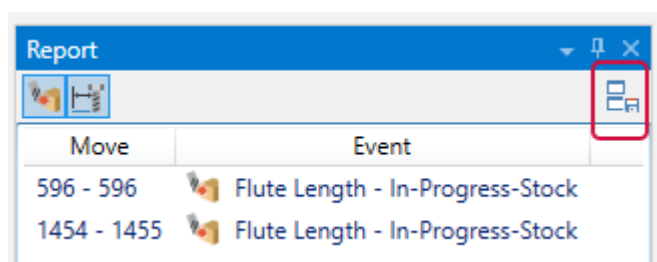 Report
Move Event
596 - 596 Flute Length - In-Progress-Stock
1454 - 1455 Flute Length - In-Progress-Stock